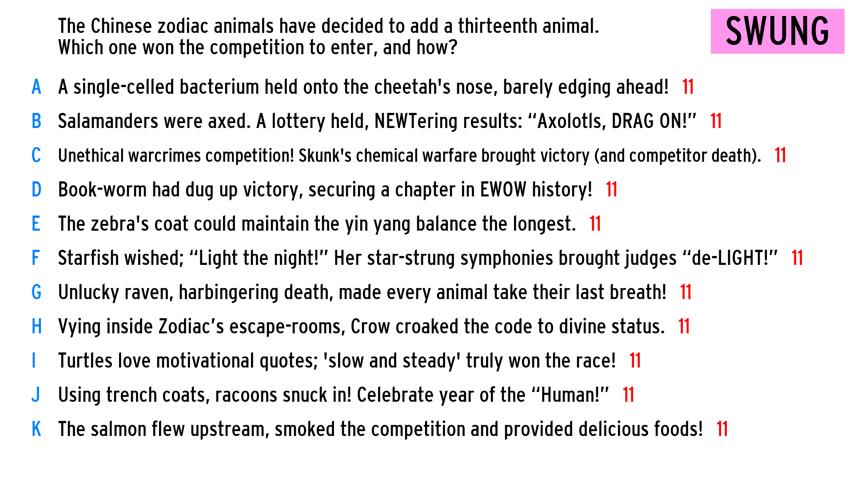 The Chinese zodiac animals have decided to add a thirteenth animal.
Which one won the competition to enter, and how?
SWUNG
A A single-celled bacterium held onto the cheetah's nose, barely edging ahead! 11
B Salamanders were axed. A lottery held, NEWTering results: “Axolotls, DRAG ON!” 11
C Unethical warcrimes competition! Skunk's chemical warfare brought victory (and competitor death). 11
D Book-worm had dug up victory, securing a chapter in EWOW history! 11
E The zebra's coat could maintain the yin yang balance the longest. 11
F Starfish wished; “Light the night!” Her star-strung symphonies brought judges “de-LIGHT!” 11
G Unlucky raven, harbingering death, made every animal take their last breath! 11
H Vying inside Zodiac’s escape-rooms, Crow croaked the code to divine status. 11
I Turtles love motivational quotes; 'slow and steady' truly won the race! 11
J Using trench coats, racoons snuck in! Celebrate year of the “Human!” 11
K The salmon flew upstream, smoked the competition and provided delicious foods! 11